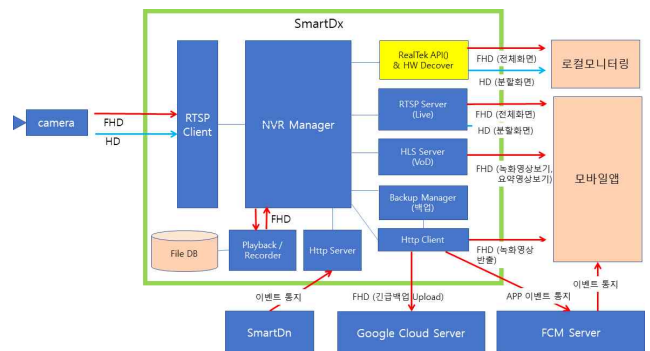 SmartDx
RealTek API()
& HW Decover
FHD (전체화면)
HD (분할화면)
로컬모니터링
camera
FHD
HD
RTSP
Client
NVR Manager
RTSP Server
(Live)
FHD (전체화면)
HD (분할화면)
HLS Server
(VoD)
FHD (녹화영상보기,
요약영상보기)
모바일앱
Backup Manager
(백업)
FHD
File DB
Playback /
Recorder
Http Server
Http Client
FHD (녹화영상
반출)
이벤트 통지
FHD (긴급백업 Upload)
APP 이벤트 통지
이벤트 통지
SmartDn
Google Cloud Server
FCM Server